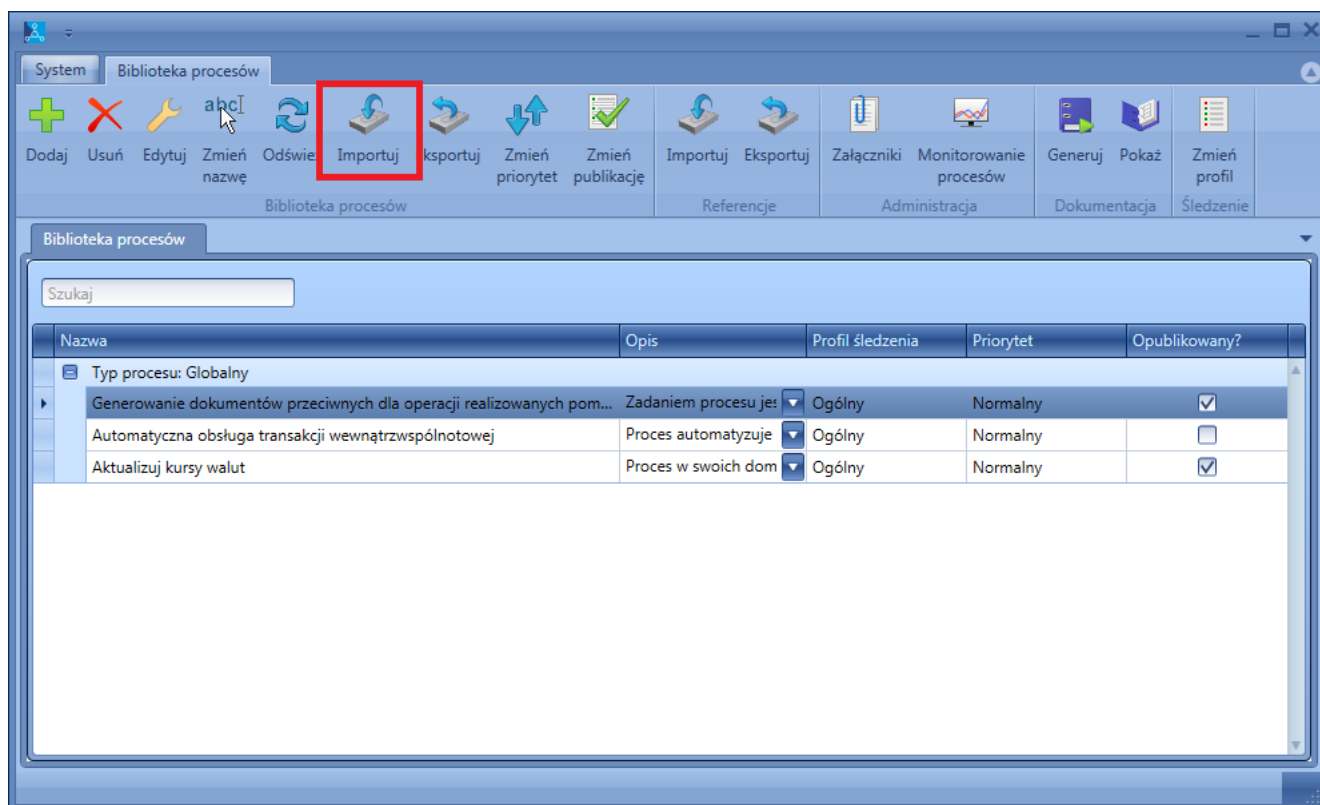 System Biblioteka procesów
abc
Dodaj Usuń Edytuj Zmień nazwę Importuj Zmień priorytet Zmień publikację Importuj Eksportuj Załączniki Monitorowanie procesów Generuj Pokaż Zmień profil
Biblioteka procesów Referencje Administracja Dokumentacja Śledzenie
Biblioteka procesów
Szukaj
Nazwa Opis Profil śledzenia Priorytet Opublikowany?
Typ procesu: Globalny
Generowanie dokumentów przeciwnych dla operacji realizowanych pom... Zadaniem procesu jes Ogólny Normalny
Automatyczna obsługa transakcji wewnątrzwspólnotowej Proces automatyzuje Ogólny Normalny
Aktualizuj kursy walut Proces w swoich dom Ogólny Normalny